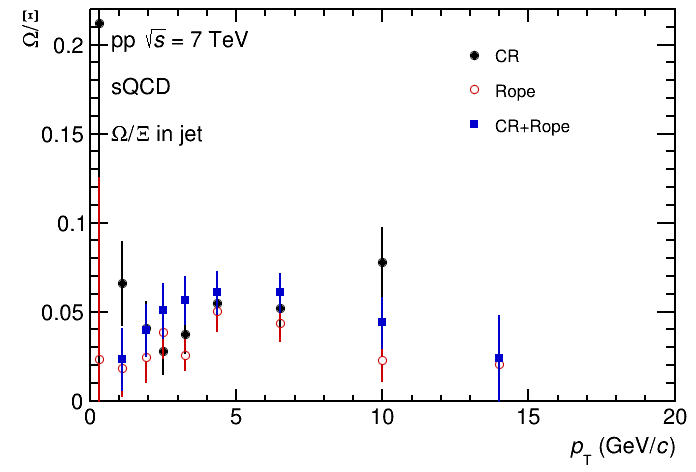 Ω/Ξ
0.2
0.15
0.1
0.05
0
pp √s = 7 TeV
sQCD
Ω/Ξ in jet
CR
Rope
CR+Rope
0 5 10 15 20
p_T (GeV/c)